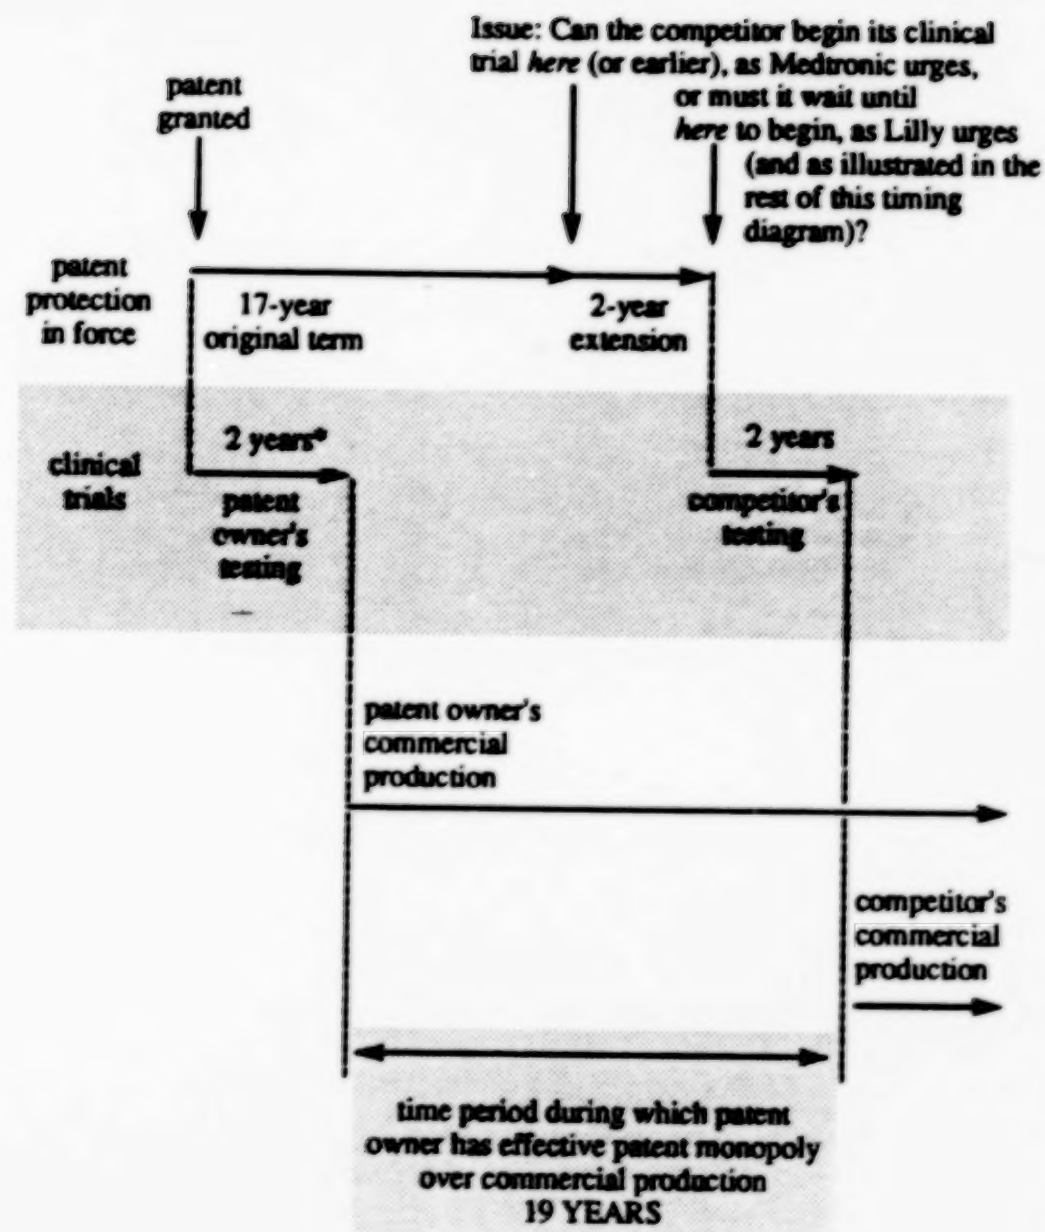 Issue: Can the competitor begin its clinical
trial here (or earlier), as Medtronic urges,
or must it wait until
here to begin, as Lilly urges
(and as illustrated in the
rest of this timing
diagram)?
patent
granted
patent
protection
in force
17-year
original term
2-year
extension
clinical
trials
2 years*
patent
owner's
testing
2 years
competitor's
testing
patent owner's
commercial
production
competitor's
commercial
production
time period during which patent
owner has effective patent monopoly
over commercial production
19 YEARS